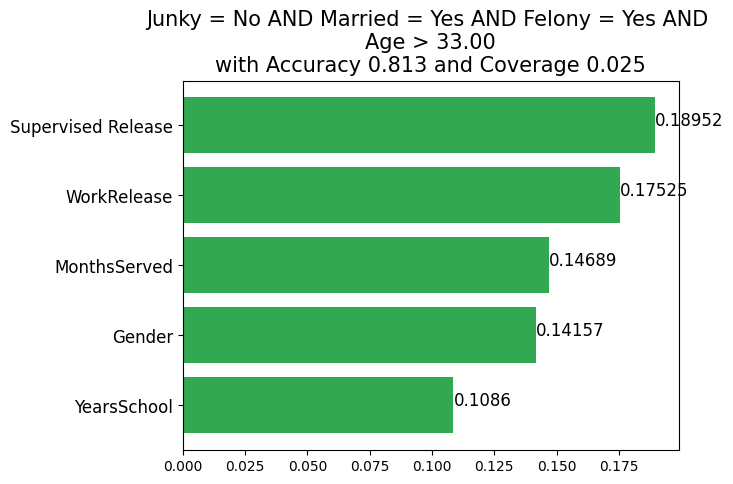 Junky = No AND Married = Yes AND Felony = Yes AND
Age > 33.00
with Accuracy 0.813 and Coverage 0.025
Supervised Release
0.18952
WorkRelease
0.17525
MonthsServed
0.14689
Gender
0.14157
YearsSchool
0.1086
0.000 0.025 0.050 0.075 0.100 0.125 0.150 0.175